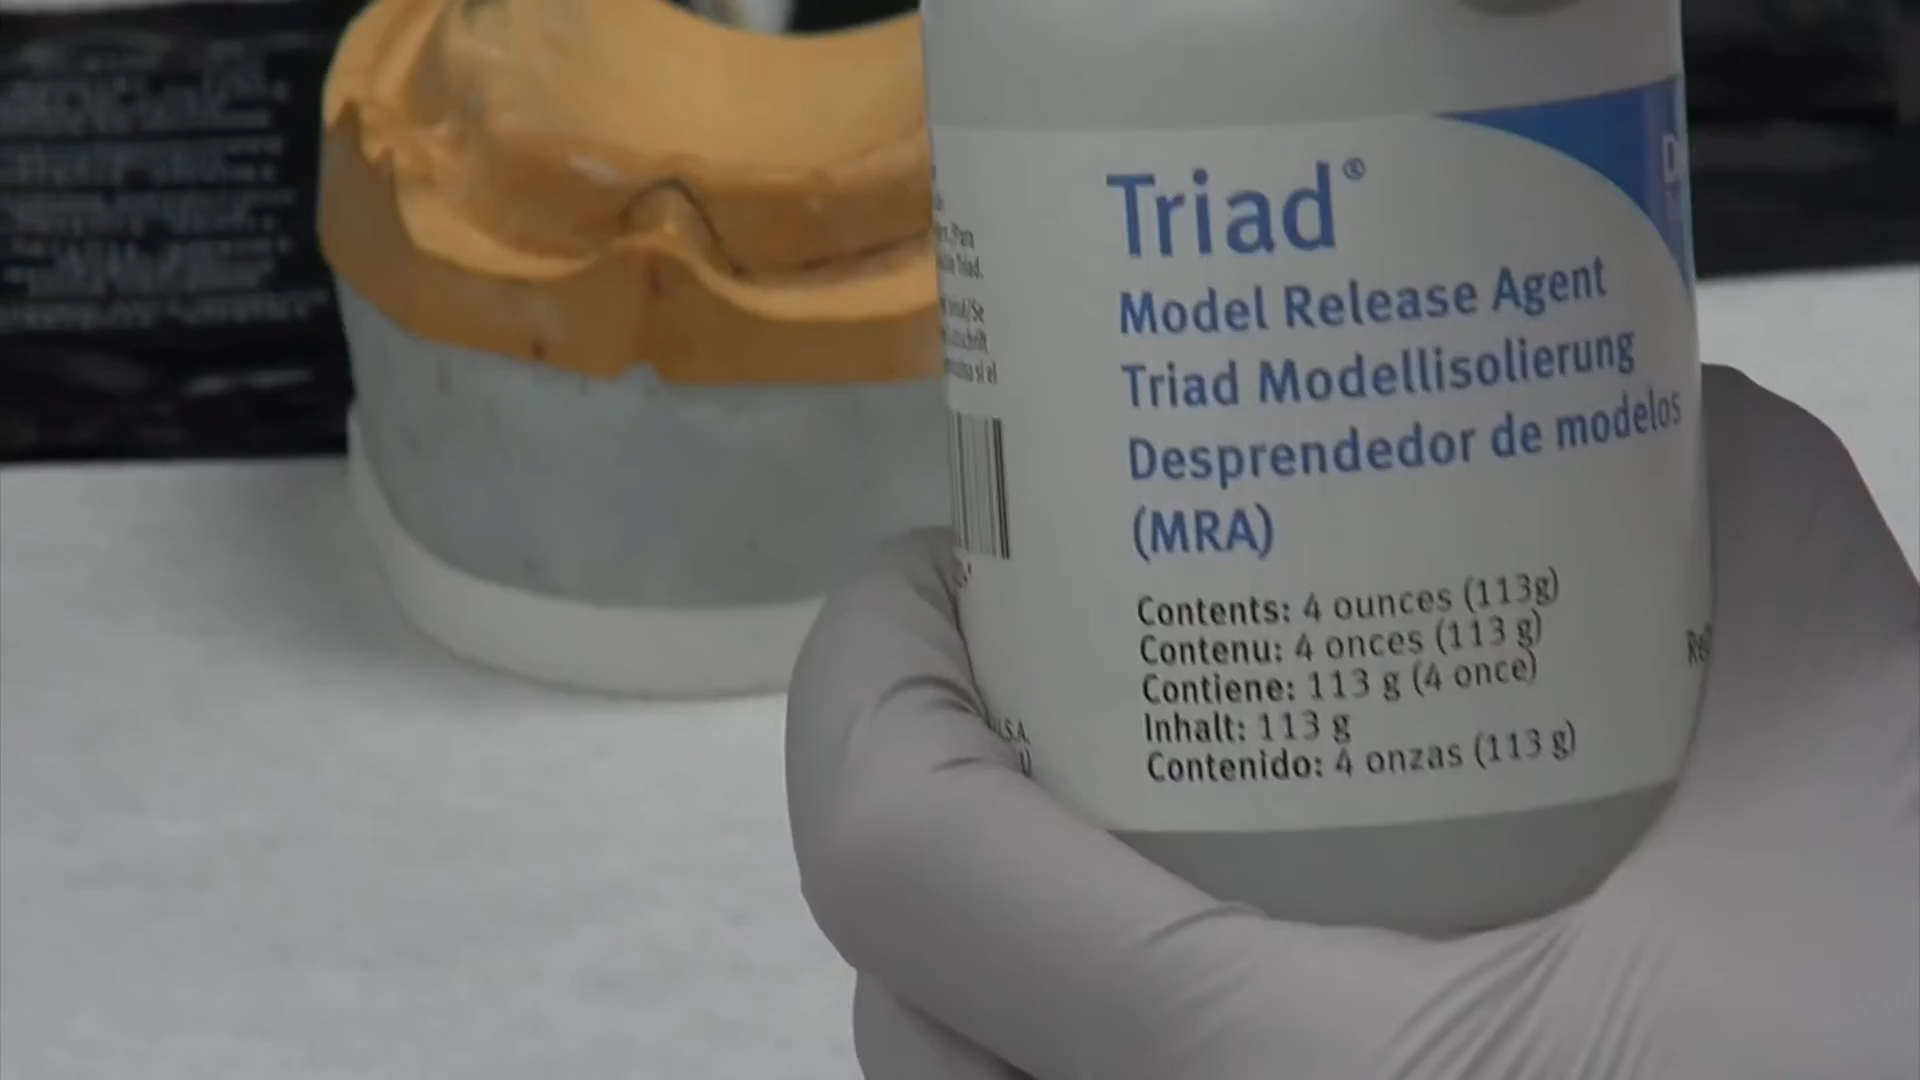 Triad®
Model Release Agent
Triad Modellisolierung
Desprendedor de modelos
(MRA)
Contents: 4 ounces (113g)
Contenu: 4 onces (113 g)
Contiene: 113 g (4 once)
Inhalt: 113 g
Contenido: 4 onzas (113 g)